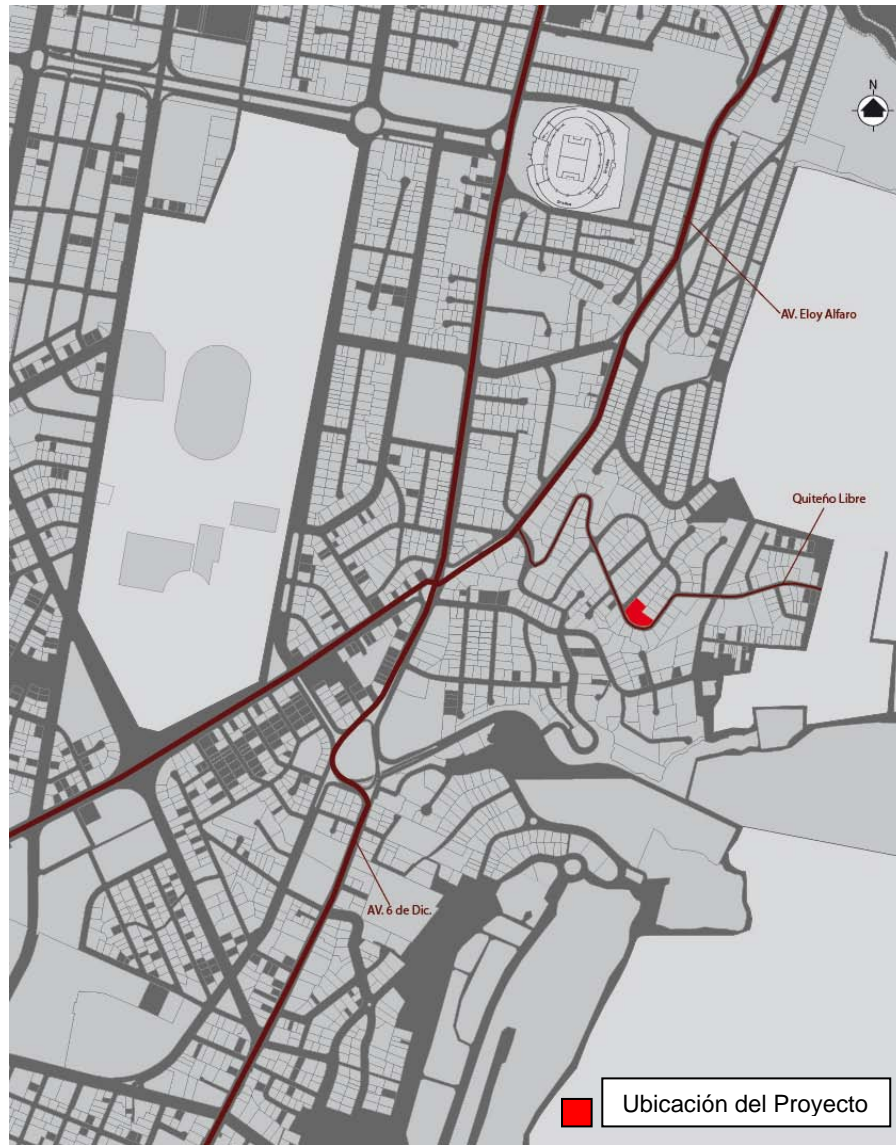 N
AV. Eloy Alfaro
Quiteño Libre
AV. 6 de Dic.
Ubicación del Proyecto